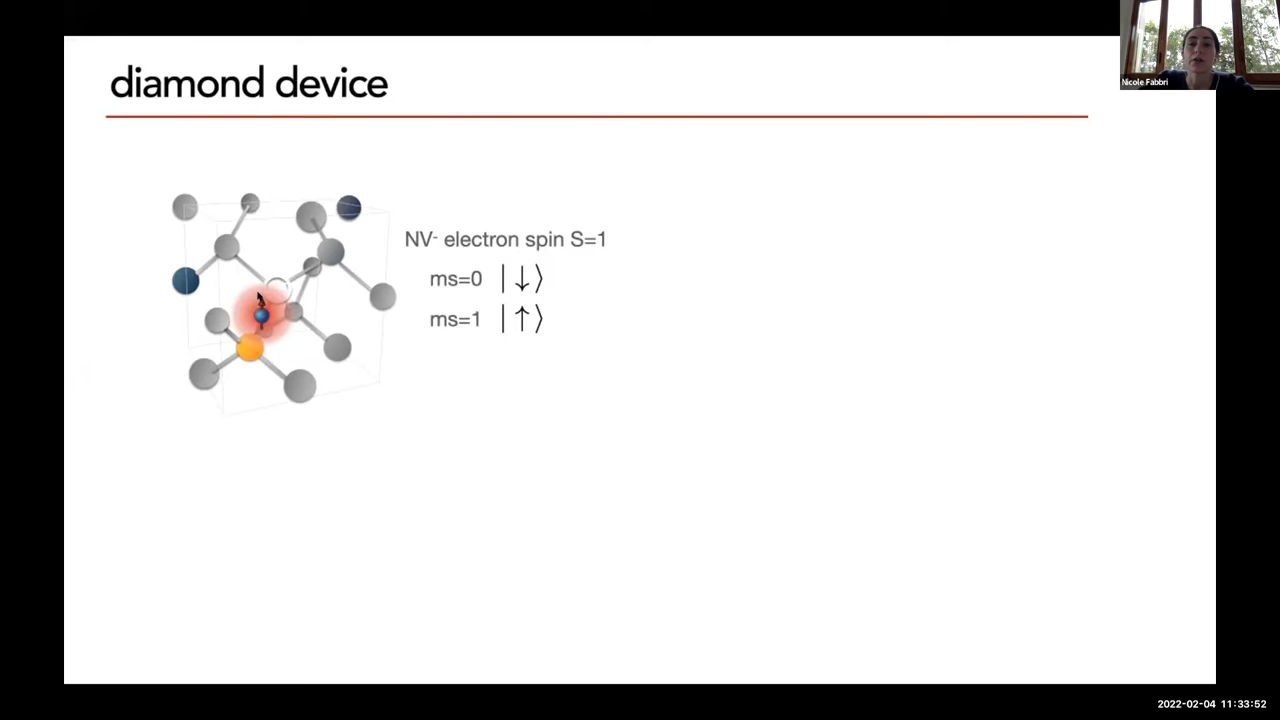 diamond device
Nicole Fabbri
NV- electron spin S=1
ms=0 |↓⟩
ms=1 |↑⟩
2022-02-04 11:33:52